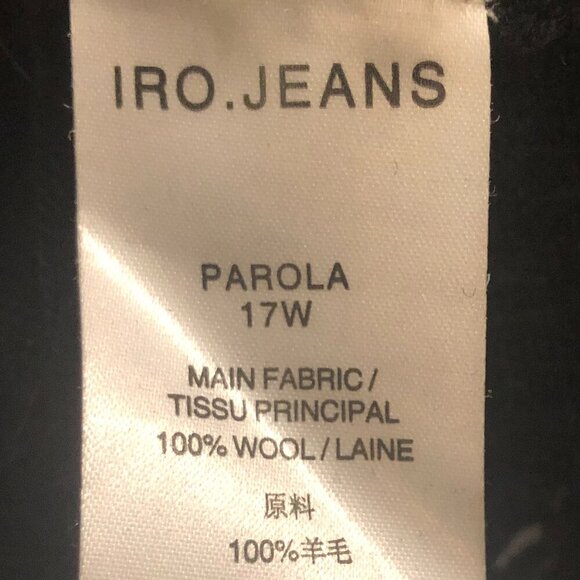 IRO.JEANS
PAROLA
17W
MAIN FABRIC/
TISSU PRINCIPAL
100% WOOL/LAINE
原料
100%羊毛